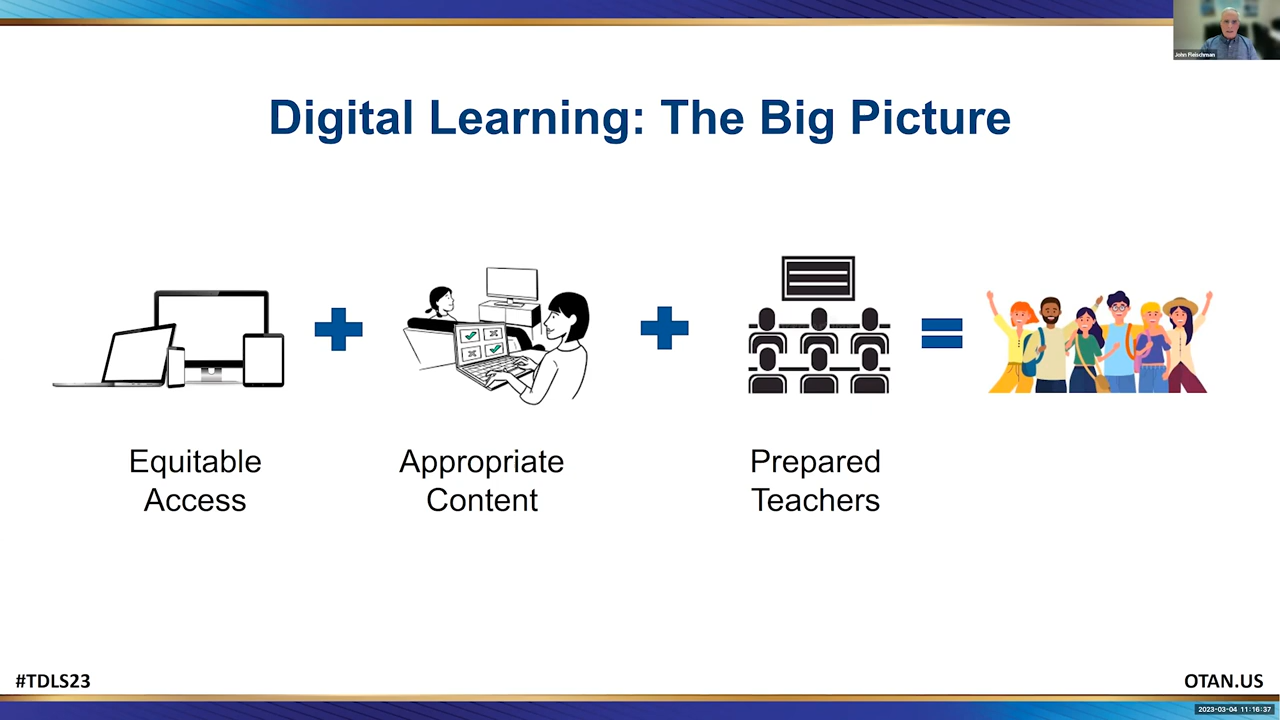 John Fleischman
Digital Learning: The Big Picture
Equitable
Access
Appropriate
Content
Prepared
Teachers
#TDLS23
OTAN.US
2023-03-04 11:16:37